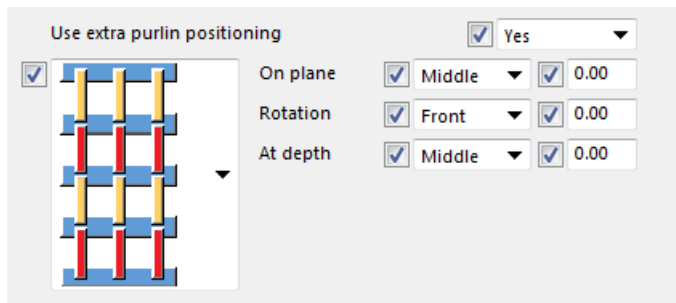 Use extra purlin positioning Yes
On plane Middle 0.00
Rotation Front 0.00
At depth Middle 0.00